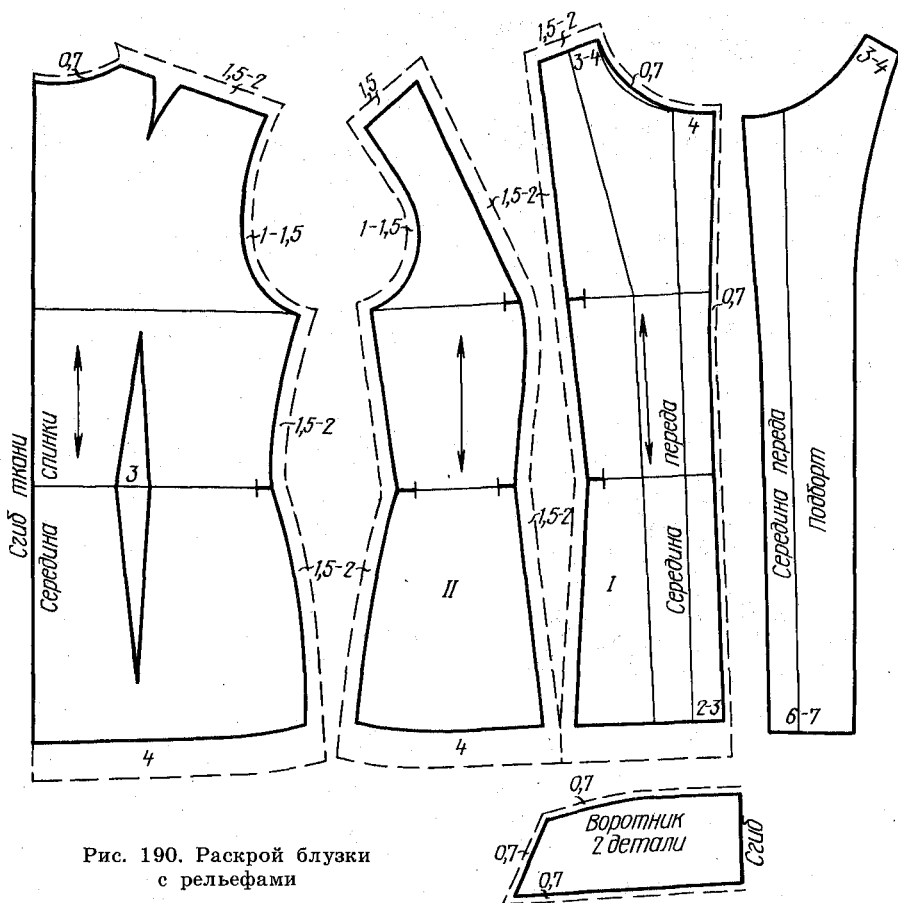 0,7
1,5-2
1-1,5
Сгиб ткани
Середина спинки
3
1,5-2
1,5-2
4
1,5
1-1,5
1,5-2
II
1,5-2
4
1,5-2
3-4
0,7
4
0,7
I
Середина переда
2-3
3-4
Середина переда
Подборт
6-7
0,7
0,7
0,7
Воротник
2 детали
Сгиб
Рис. 190. Раскрой блузки
с рельефами